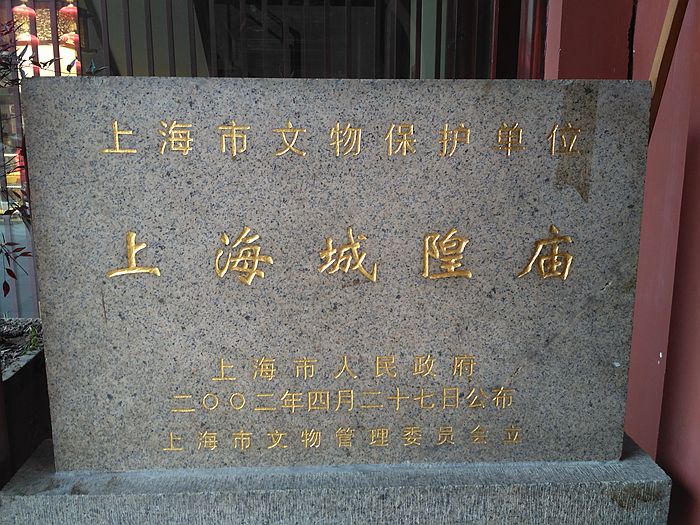 上海市文物保护单位
上海城隍庙
上海市人民政府
二〇〇二年四月二十七日公布
上海市文物管理委员会立